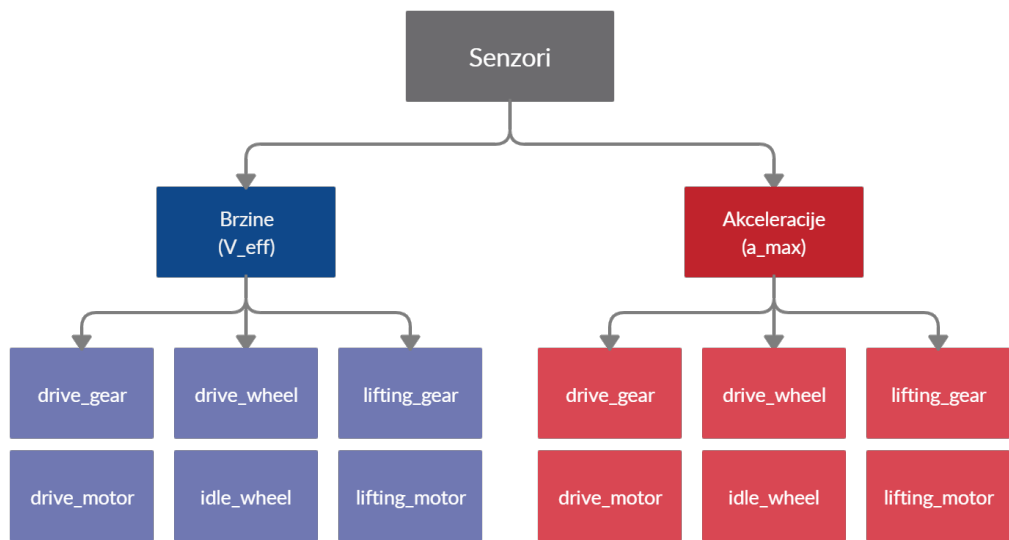 Senzori
Brzine
(V_eff)
Akceleracije
(a_max)
drive_gear
drive_wheel
lifting_gear
drive_gear
drive_wheel
lifting_gear
drive_motor
idle_wheel
lifting_motor
drive_motor
idle_wheel
lifting_motor